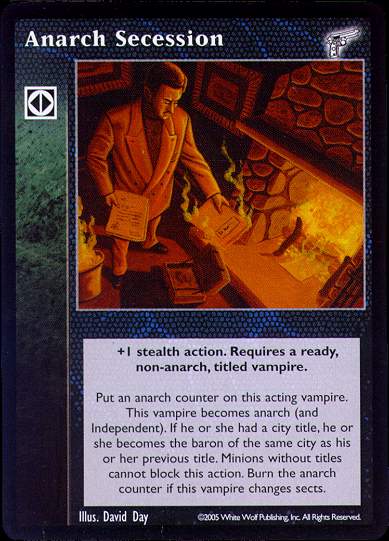 Anarch Secession
+1 stealth action. Requires a ready,
non-anarch, titled vampire.
Put an anarch counter on this acting vampire.
This vampire becomes anarch (and
Independent). If he or she had a city title, he or
she becomes the baron of the same city as his
or her previous title. Minions without titles
cannot block this action. Burn the anarch
counter if this vampire changes sects.
Illus. David Day
©2005 White Wolf Publishing, Inc. All Rights Reserved.